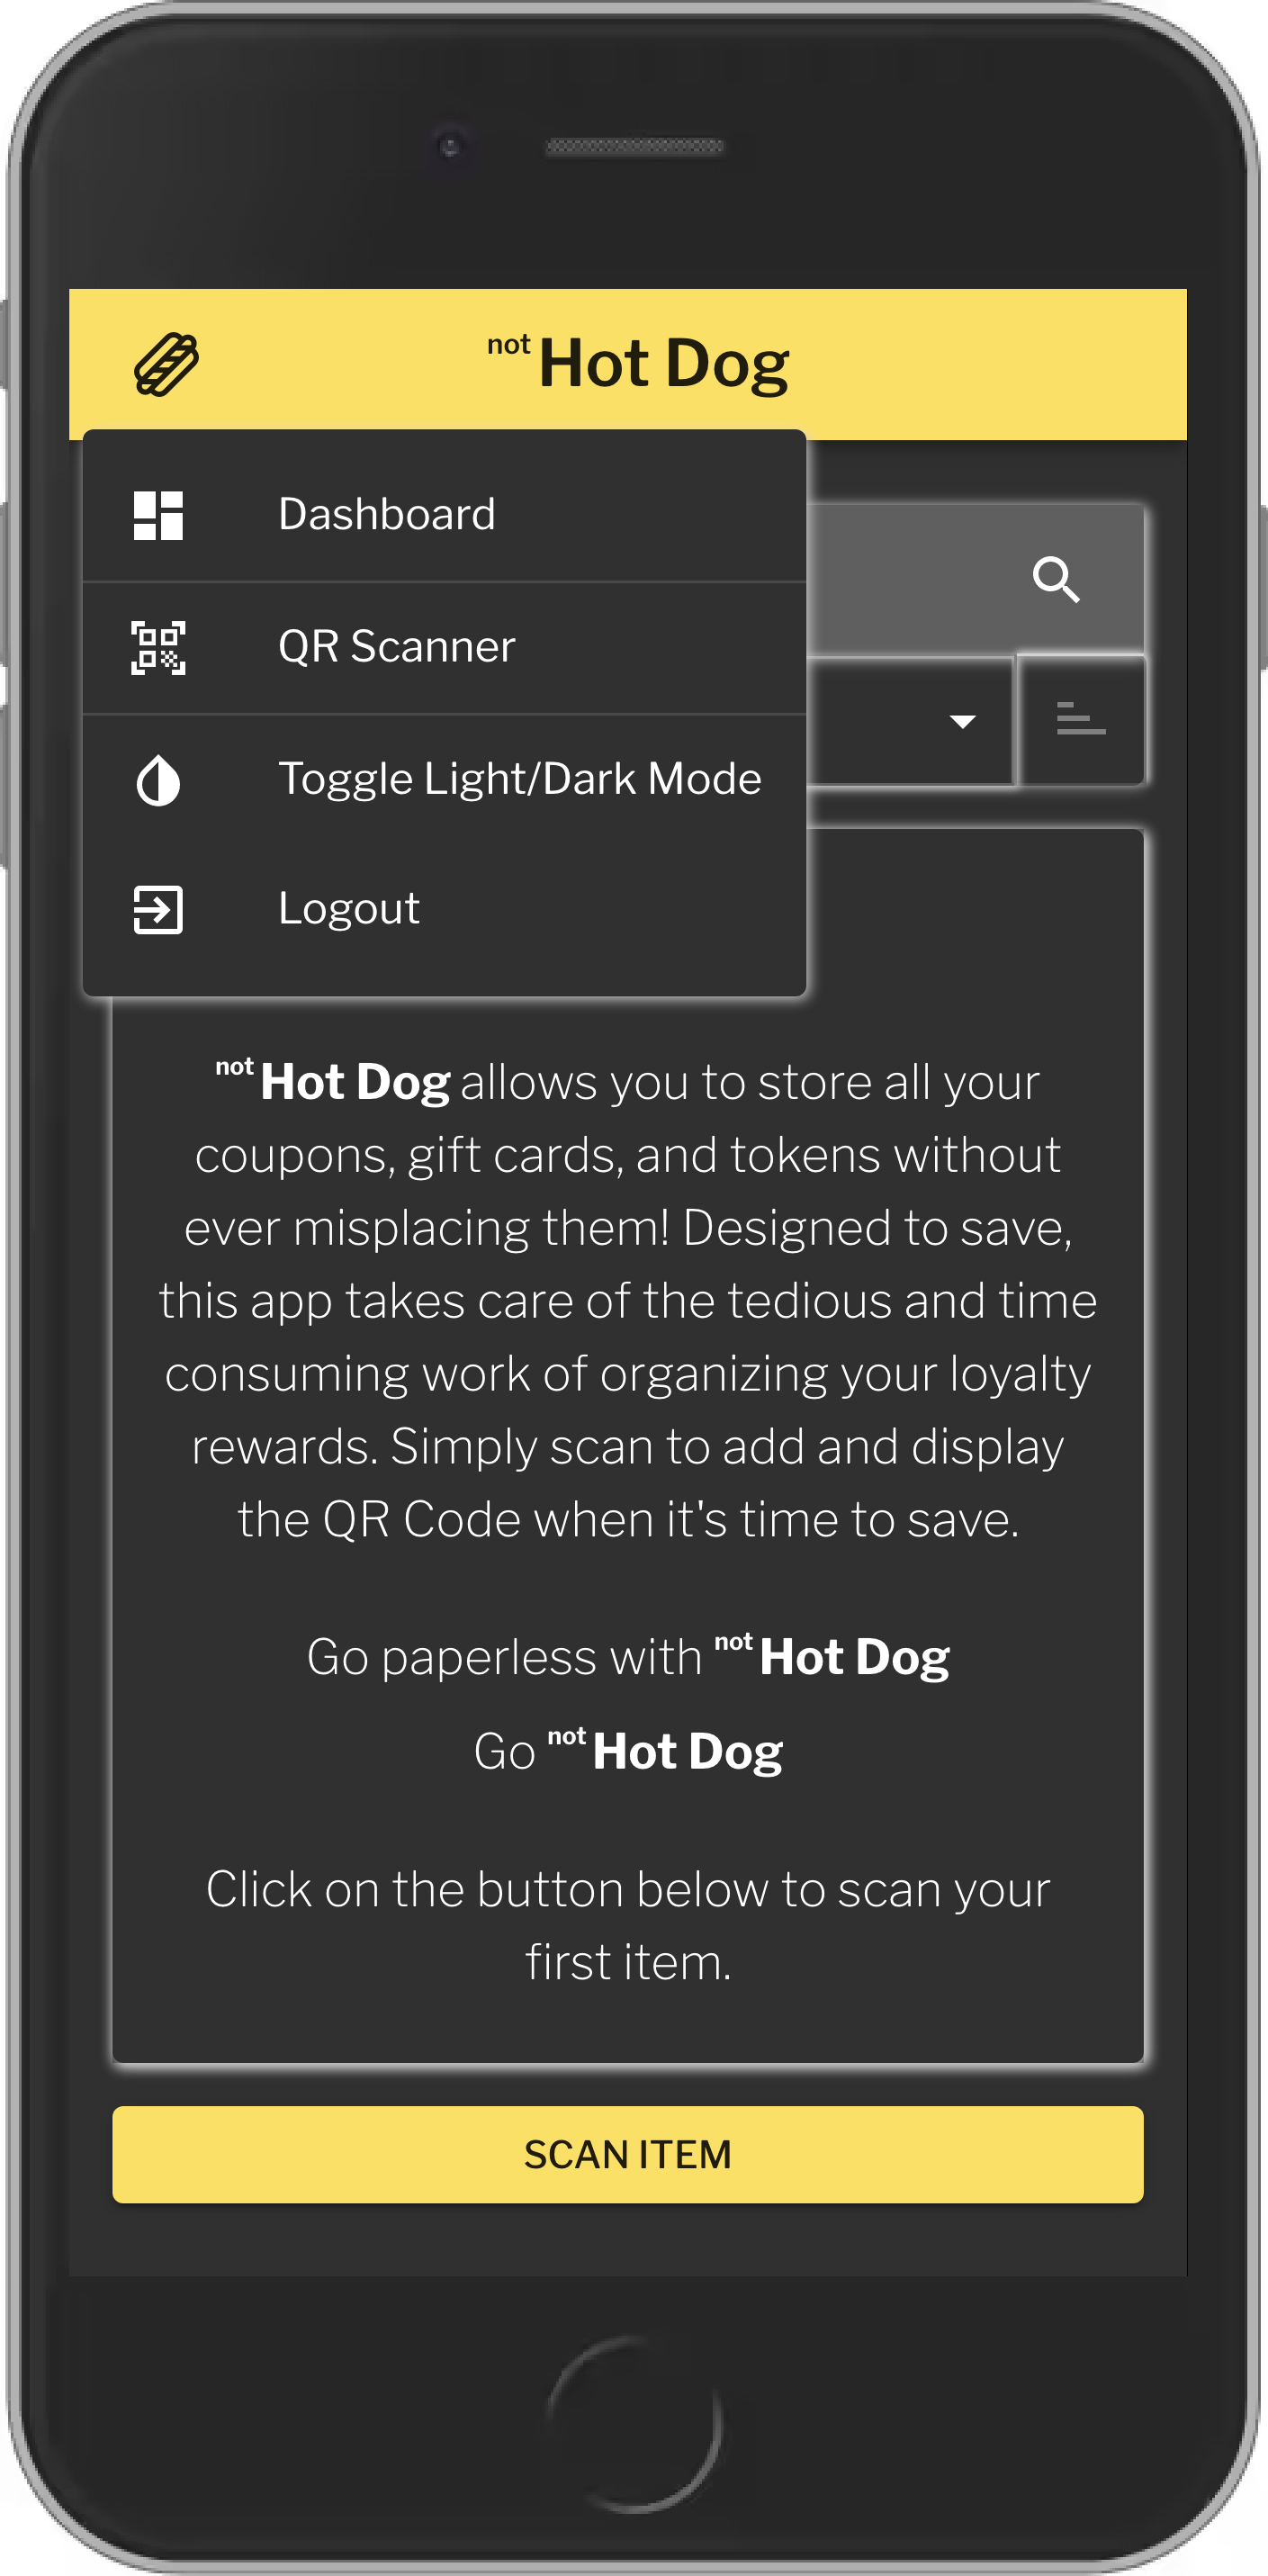 not Hot Dog
Dashboard
QR Scanner
Toggle Light/Dark Mode
Logout
not Hot Dog allows you to store all your
coupons, gift cards, and tokens without
ever misplacing them! Designed to save,
this app takes care of the tedious and time
consuming work of organizing your loyalty
rewards. Simply scan to add and display
the QR Code when it's time to save.
Go paperless with not Hot Dog
Go not Hot Dog
Click on the button below to scan your
first item.
SCAN ITEM